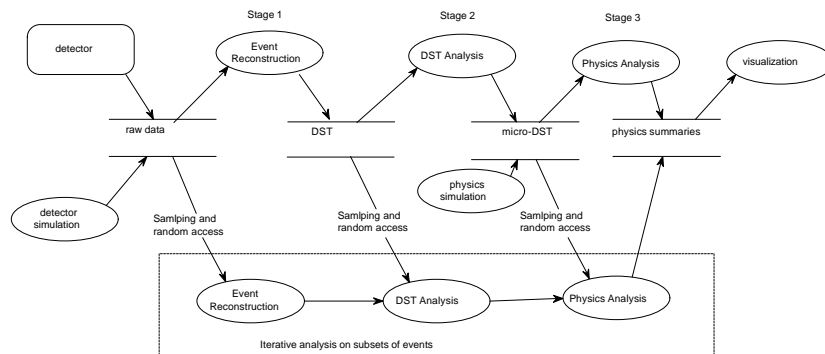 Stage 1
Stage 2
Stage 3
detector
Event
Reconstruction
DST Analysis
Physics Analysis
visualization
raw data
DST
micro-DST
physics summaries
detector
simulation
physics
simulation
Samlping and
random access
Samlping and
random access
Samlping and
random access
Event
Reconstruction
DST Analysis
Physics Analysis
Iterative analysis on subsets of events